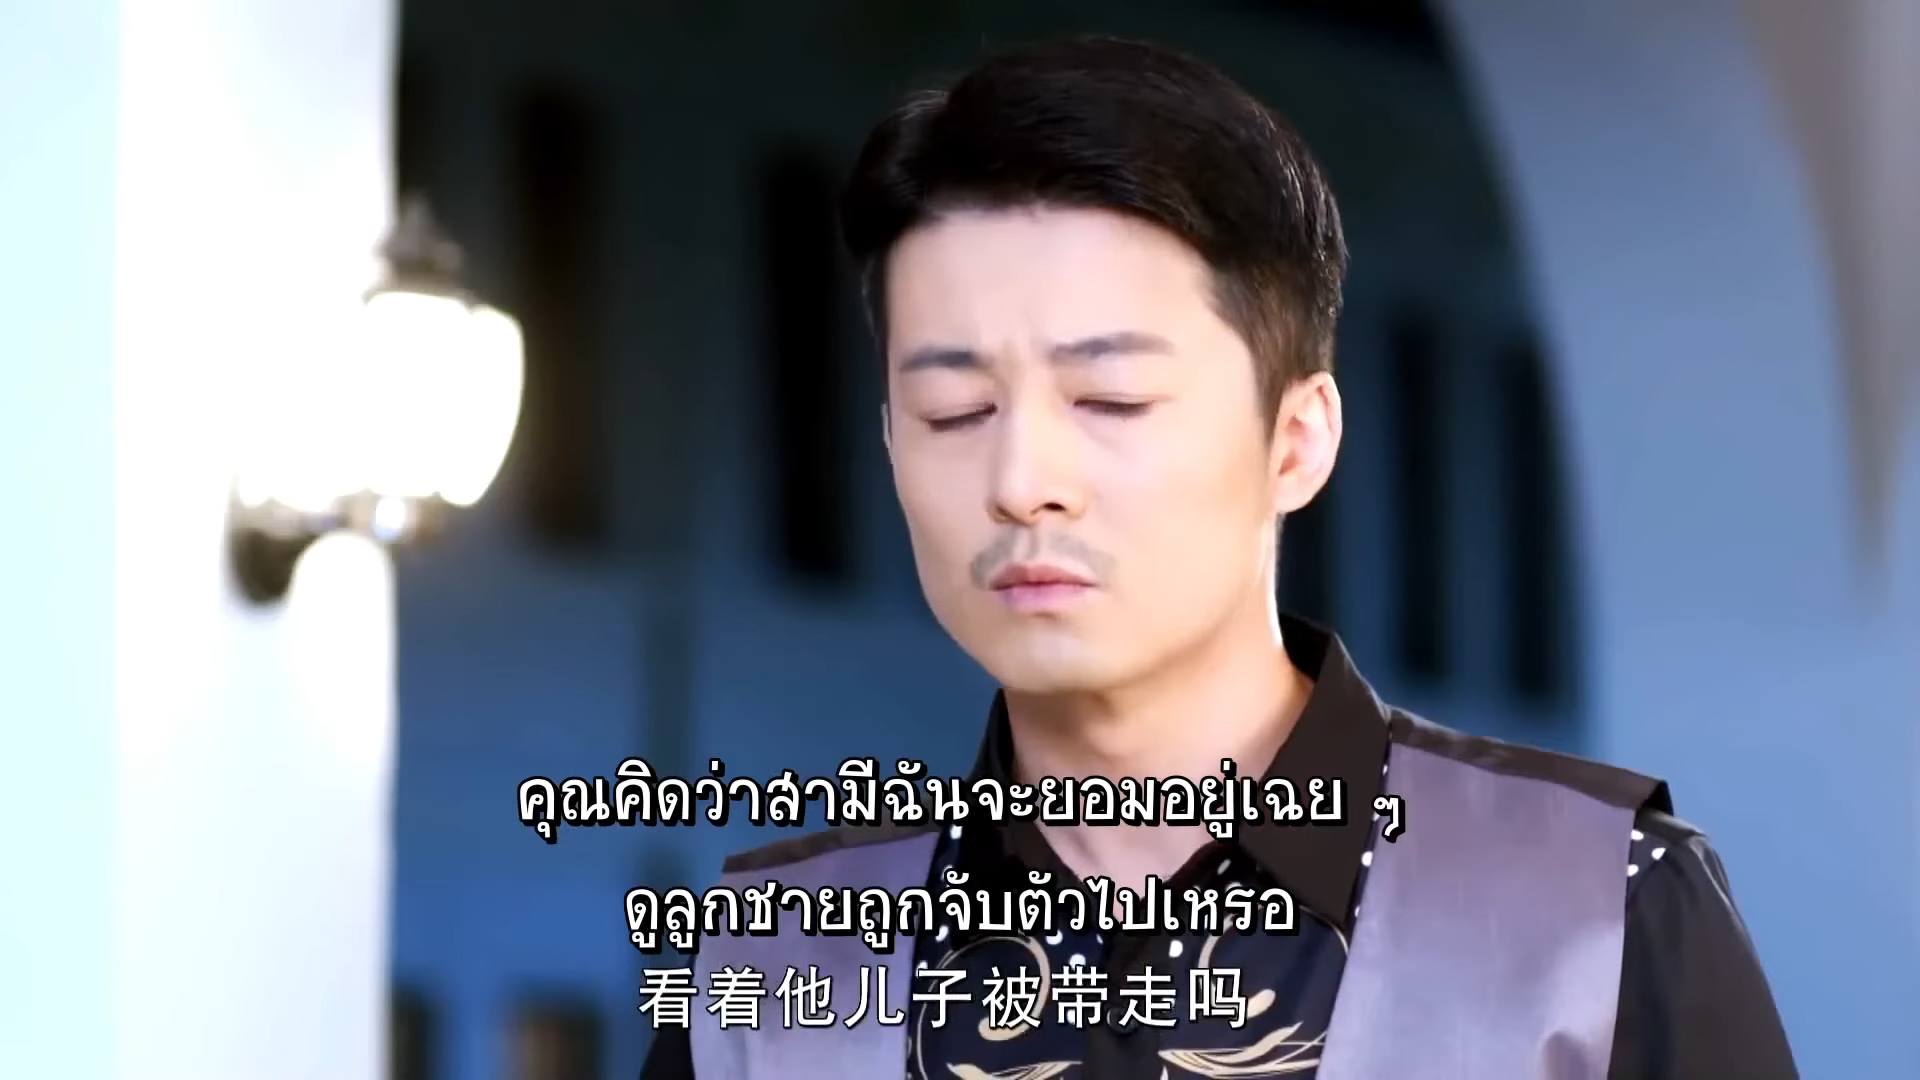 คุณคิดว่าสามีฉันจะยอมอยู่เฉย ๆ
ดูลูกชายถูกจับตัวไปเหรอ
看着他儿子被带走吗